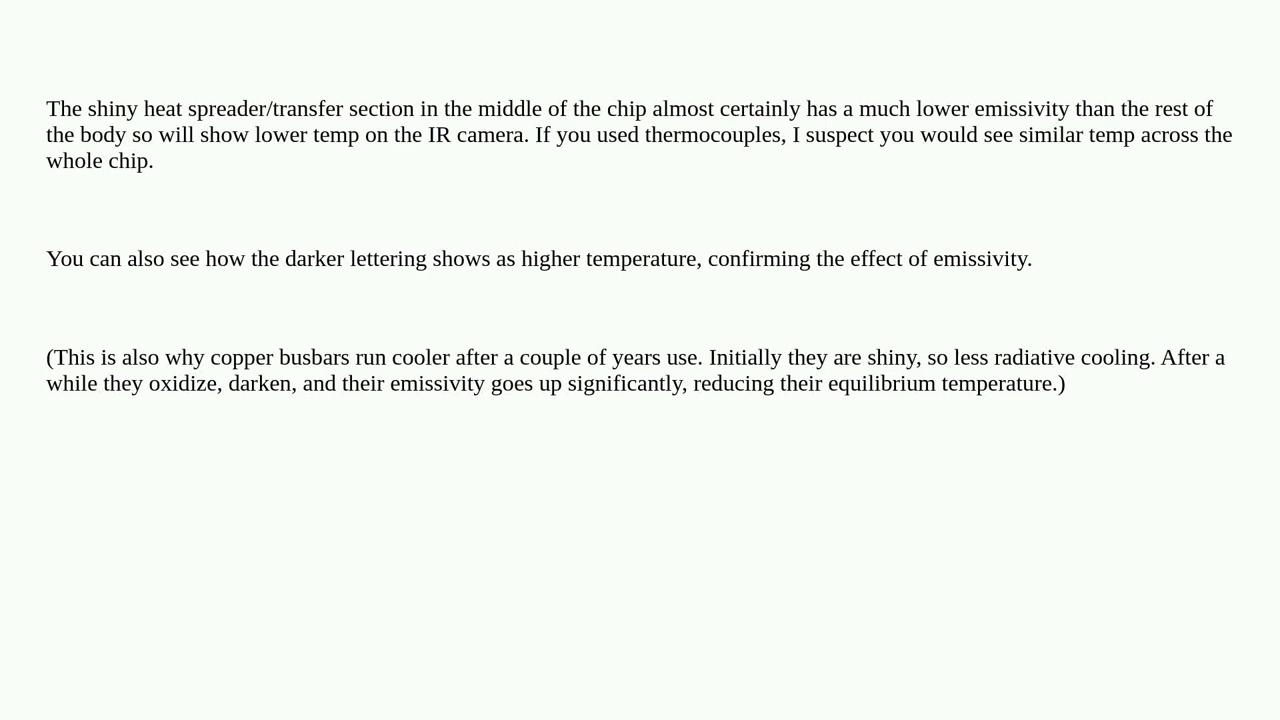 The shiny heat spreader/transfer section in the middle of the chip almost certainly has a much lower emissivity than the rest of
the body so will show lower temp on the IR camera. If you used thermocouples, I suspect you would see similar temp across the
whole chip.
You can also see how the darker lettering shows as higher temperature, confirming the effect of emissivity.
(This is also why copper busbars run cooler after a couple of years use. Initially they are shiny, so less radiative cooling. After a
while they oxidize, darken, and their emissivity goes up significantly, reducing their equilibrium temperature.)